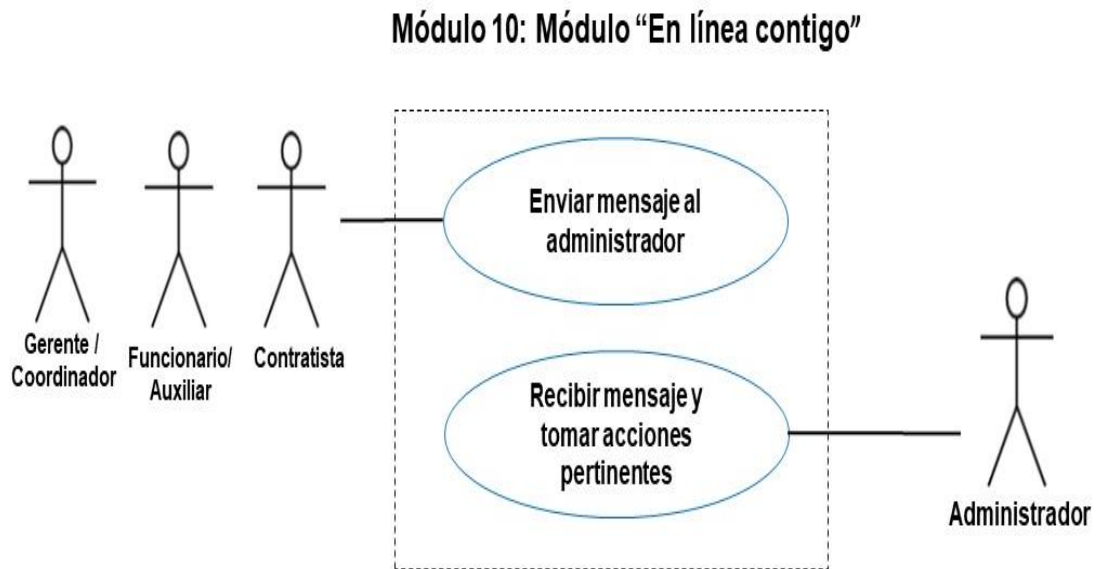 Módulo 10: Módulo “En línea contigo”
Enviar mensaje al
administrador
Gerente /
Coordinador
Funcionario/
Auxiliar
Contratista
Recibir mensaje y
tomar acciones
pertinentes
Administrador